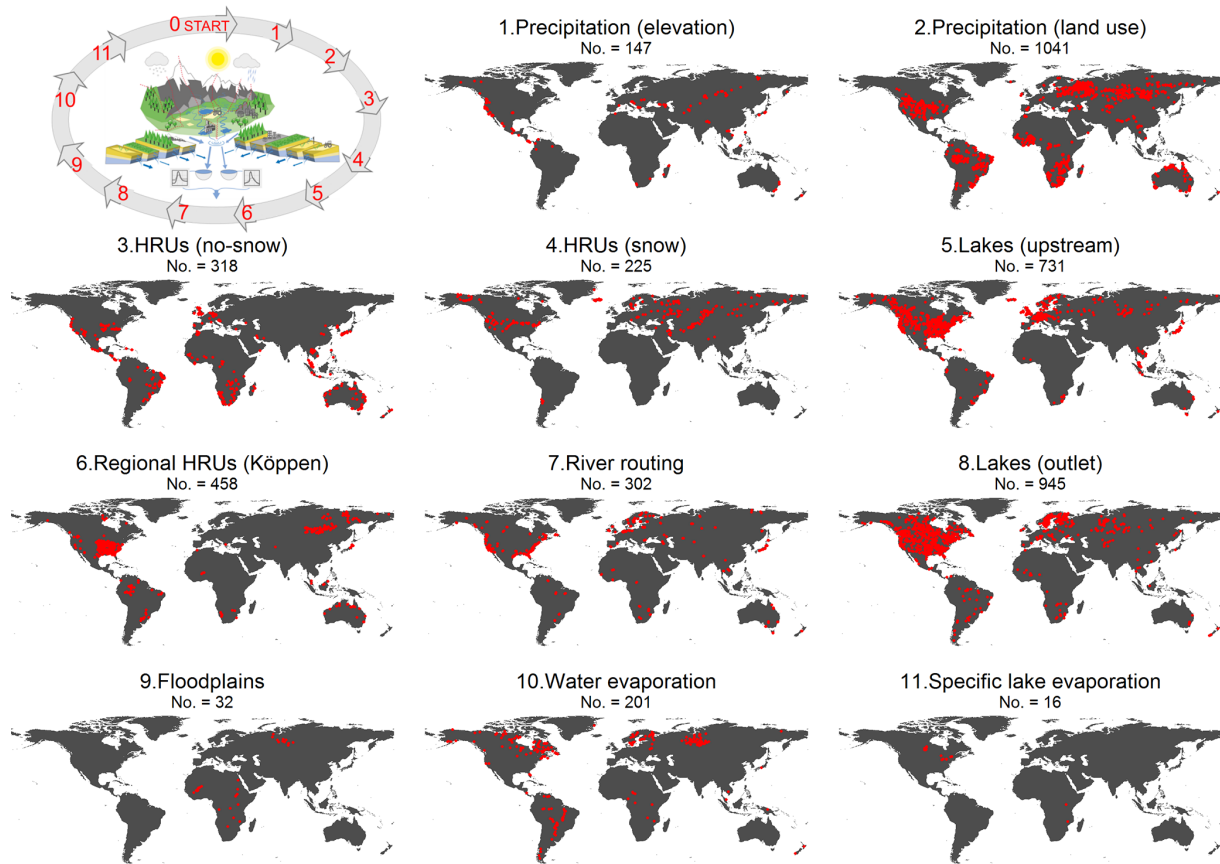 0 START
1
2
3
4
5
6
7
8
9
10
11
1.Precipitation (elevation)
No. = 147
2.Precipitation (land use)
No. = 1041
3.HRUs (no-snow)
No. = 318
4.HRUs (snow)
No. = 225
5.Lakes (upstream)
No. = 731
6.Regional HRUs (Köppen)
No. = 458
7.River routing
No. = 302
8.Lakes (outlet)
No. = 945
9.Floodplains
No. = 32
10.Water evaporation
No. = 201
11.Specific lake evaporation
No. = 16